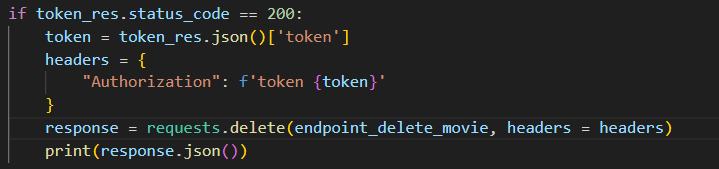 if token_res.status_code == 200:
    token = token_res.json()['token']
    headers = {
        "Authorization": f'token {token}'
    }
    response = requests.delete(endpoint_delete_movie, headers = headers)
    print(response.json())